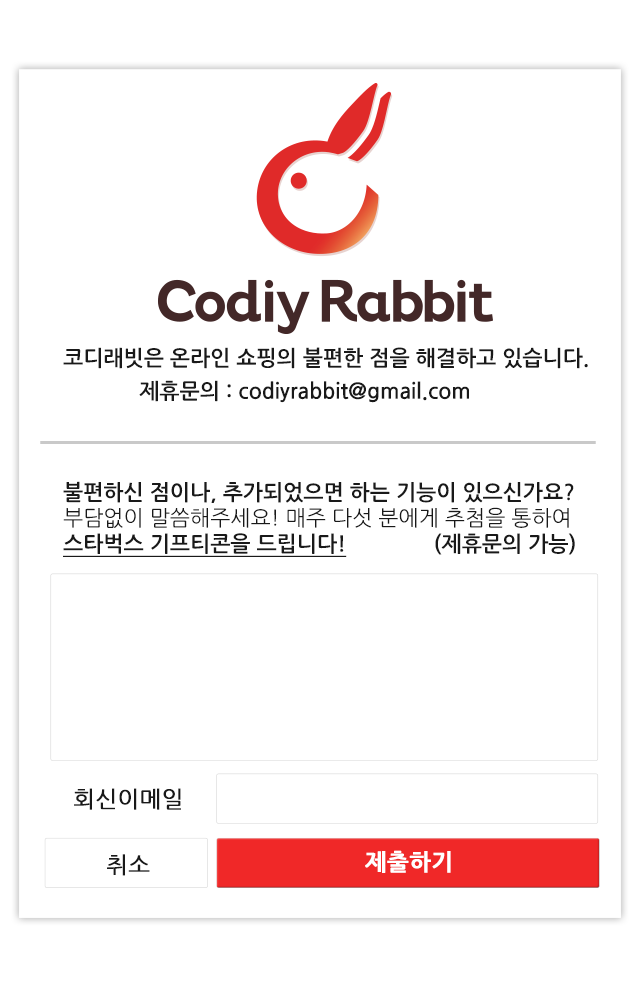 Codiy Rabbit
코디래빗은 온라인 쇼핑의 불편한 점을 해결하고 있습니다.
제휴문의 : codiyrabbit@gmail.com
불편하신 점이나, 추가되었으면 하는 기능이 있으신가요?
부담없이 말씀해주세요! 매주 다섯 분에게 추첨을 통하여
스타벅스 기프티콘을 드립니다! (제휴문의 가능)
회신이메일
취소 제출하기